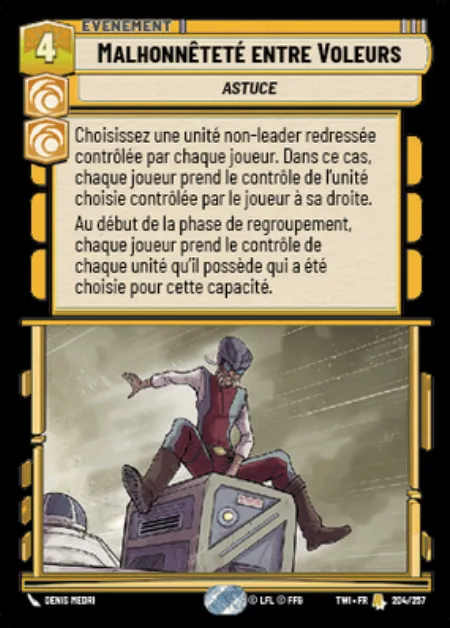 ÉVÉNEMENT
4
MALHONNÊTETÉ ENTRE VOLEURS
ASTUCE
Choisissez une unité non-leader redressée
contrôlée par chaque joueur. Dans ce cas,
chaque joueur prend le contrôle de l'unité
choisie contrôlée par le joueur à sa droite.
Au début de la phase de regroupement,
chaque joueur prend le contrôle de
chaque unité qu'il possède qui a été
choisie pour cette capacité.
DENIS MEDRI
© LFL © FFG
TWI • FR
204/257